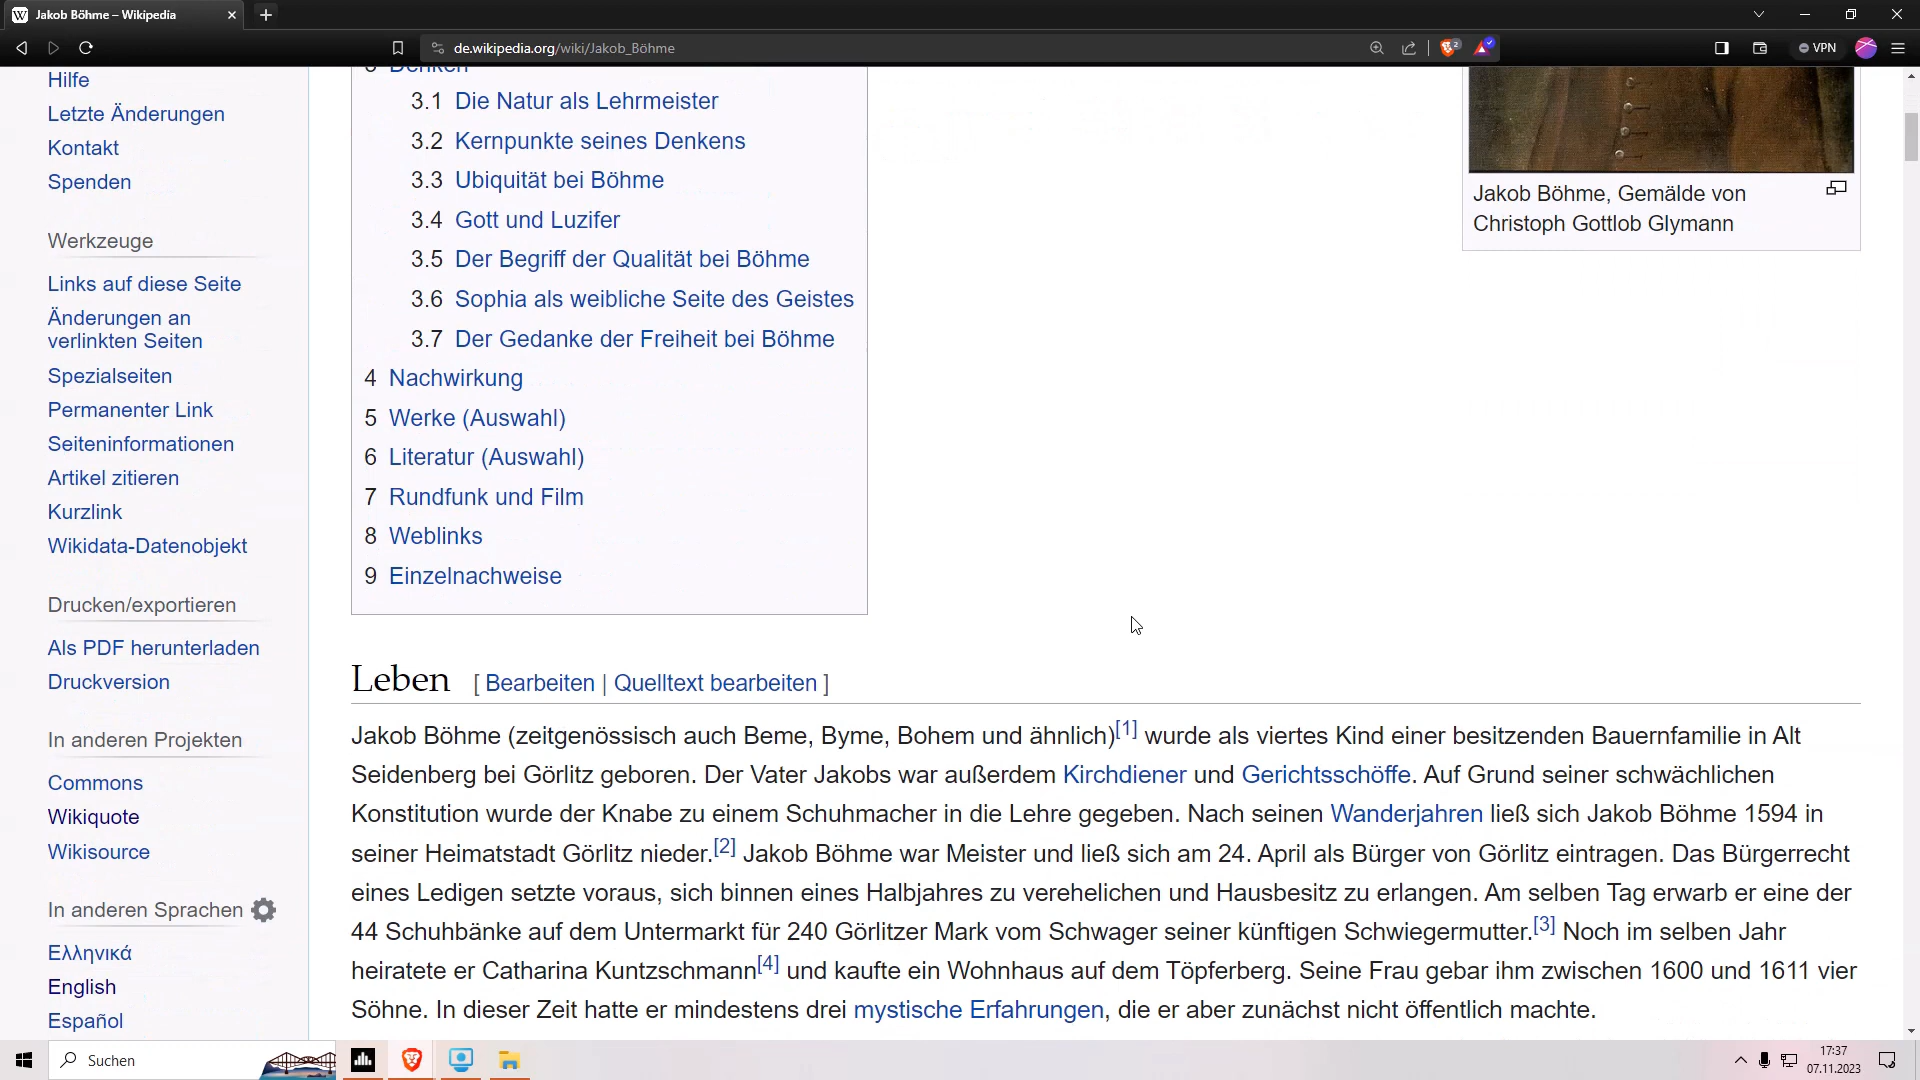 Jakob Böhme – Wikipedia
de.wikipedia.org/wiki/Jakob_Böhme
2
VPN
Hilfe
Letzte Änderungen
Kontakt
Spenden
Werkzeuge
Links auf diese Seite
Änderungen an
verlinkten Seiten
Spezialseiten
Permanenter Link
Seiteninformationen
Artikel zitieren
Kurzlink
Wikidata-Datenobjekt
Drucken/exportieren
Als PDF herunterladen
Druckversion
In anderen Projekten
Commons
Wikiquote
Wikisource
In anderen Sprachen
Ελληνικά
English
Español
3 Denken
3.1 Die Natur als Lehrmeister
3.2 Kernpunkte seines Denkens
3.3 Ubiquität bei Böhme
3.4 Gott und Luzifer
3.5 Der Begriff der Qualität bei Böhme
3.6 Sophia als weibliche Seite des Geistes
3.7 Der Gedanke der Freiheit bei Böhme
4 Nachwirkung
5 Werke (Auswahl)
6 Literatur (Auswahl)
7 Rundfunk und Film
8 Weblinks
9 Einzelnachweise
Jakob Böhme, Gemälde von
Christoph Gottlob Glymann
Leben [ Bearbeiten | Quelltext bearbeiten ]
Jakob Böhme (zeitgenössisch auch Beme, Byme, Bohem und ähnlich)[1] wurde als viertes Kind einer besitzenden Bauernfamilie in Alt
Seidenberg bei Görlitz geboren. Der Vater Jakobs war außerdem Kirchdiener und Gerichtsschöffe. Auf Grund seiner schwächlichen
Konstitution wurde der Knabe zu einem Schuhmacher in die Lehre gegeben. Nach seinen Wanderjahren ließ sich Jakob Böhme 1594 in
seiner Heimatstadt Görlitz nieder.[2] Jakob Böhme war Meister und ließ sich am 24. April als Bürger von Görlitz eintragen. Das Bürgerrecht
eines Ledigen setzte voraus, sich binnen eines Halbjahres zu verehelichen und Hausbesitz zu erlangen. Am selben Tag erwarb er eine der
44 Schuhbänke auf dem Untermarkt für 240 Görlitzer Mark vom Schwager seiner künftigen Schwiegermutter.[3] Noch im selben Jahr
heiratete er Catharina Kuntzschmann[4] und kaufte ein Wohnhaus auf dem Töpferberg. Seine Frau gebar ihm zwischen 1600 und 1611 vier
Söhne. In dieser Zeit hatte er mindestens drei mystische Erfahrungen, die er aber zunächst nicht öffentlich machte.
Suchen
17:37
07.11.2023